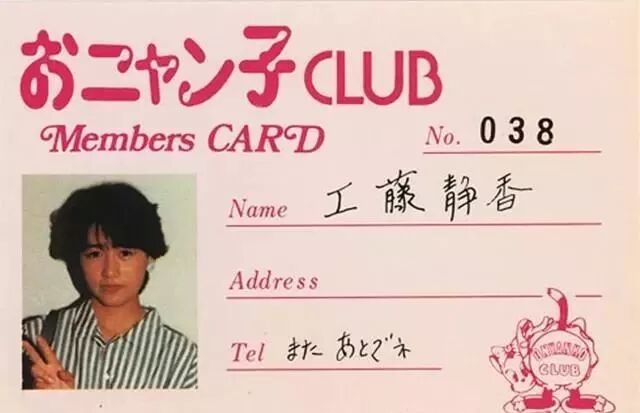 おニャン子CLUB
Members CARD
No. 038
Name 工藤静香
Address
Tel またあとでネ
ONYANKO
CLUB